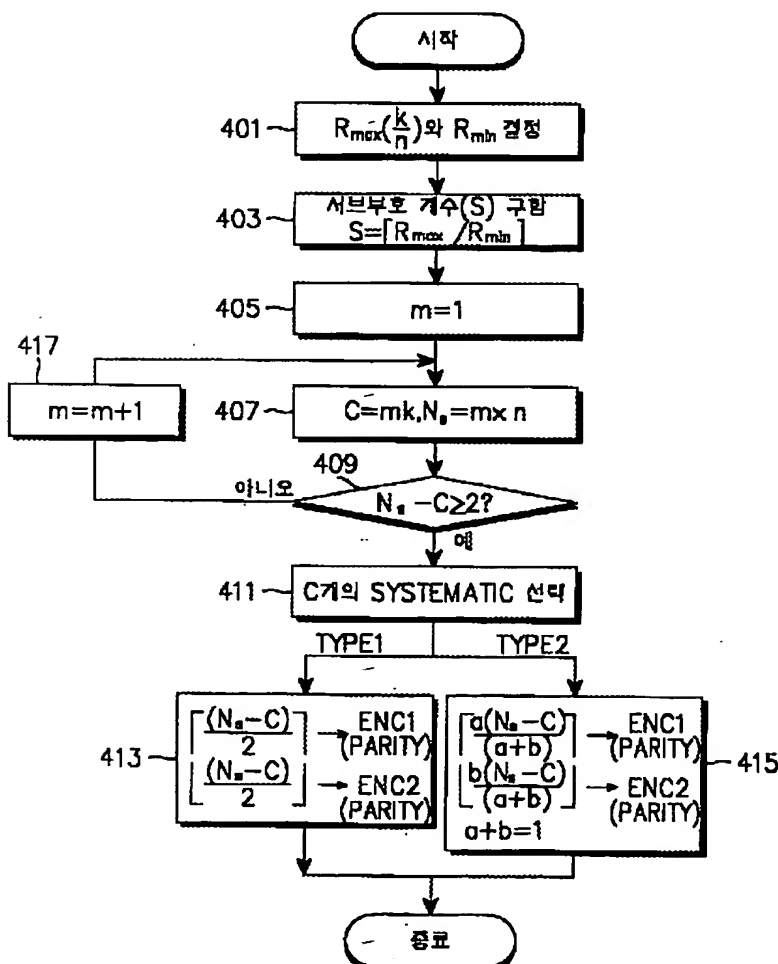 시작
401
R_max(k/n)와 R_min 결정
403
서브부호 개수(S) 구함
S=⌈R_max/R_min⌉
405
m=1
417
m=m+1
407
C=mk,N_s=m×n
409
아니오
N_s-C≥2?
예
411
C개의 SYSTEMATIC 선택
TYPE1
TYPE2
413
⌈(N_s-C)/2⌉ → ENC1
(PARITY)
⌊(N_s-C)/2⌋ → ENC2
(PARITY)
⌈a(N_s-C)/(a+b)⌉ → ENC1
(PARITY)
⌊b(N_s-C)/(a+b)⌋ → ENC2
(PARITY)
a+b=1
415
종료